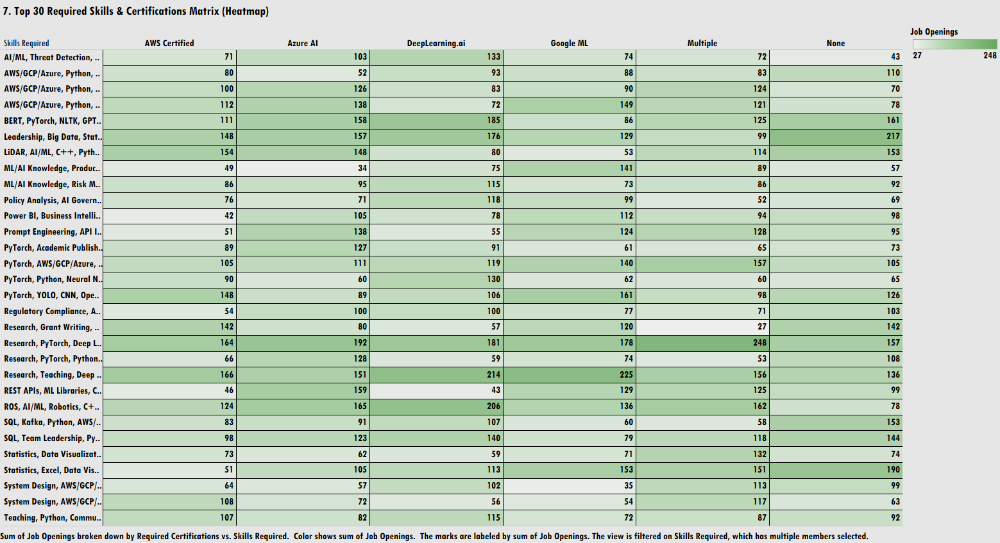 7. Top 30 Required Skills & Certifications Matrix (Heatmap)
Job Openings
27 248
Skills Required AWS Certified Azure AI DeepLearning.ai Google ML Multiple None
AI/ML, Threat Detection, .. 71 103 133 74 72 43
AWS/GCP/Azure, Python, .. 80 52 93 88 83 110
AWS/GCP/Azure, Python, .. 100 126 83 90 124 70
AWS/GCP/Azure, Python, .. 112 138 72 149 121 78
BERT, PyTorch, NLTK, GPT.. 111 158 185 86 125 161
Leadership, Big Data, Stat.. 148 157 176 129 99 217
LiDAR, AI/ML, C++, Pyth.. 154 148 80 53 114 153
ML/AI Knowledge, Produc.. 49 34 75 141 89 57
ML/AI Knowledge, Risk M.. 86 95 115 73 86 92
Policy Analysis, AI Govern.. 76 71 118 99 52 69
Power BI, Business Intelli.. 42 105 78 112 94 98
Prompt Engineering, API I.. 51 138 55 124 128 95
PyTorch, Academic Publish.. 89 127 91 61 65 73
PyTorch, AWS/GCP/Azure, .. 105 111 119 140 157 105
PyTorch, Python, Neural N.. 90 60 130 62 60 65
PyTorch, YOLO, CNN, Ope.. 148 89 106 161 98 126
Regulatory Compliance, A.. 54 100 100 77 71 103
Research, Grant Writing, .. 142 80 57 120 27 142
Research, PyTorch, Deep L.. 164 192 181 178 248 157
Research, PyTorch, Python.. 66 128 59 74 53 108
Research, Teaching, Deep .. 166 151 214 225 156 136
REST APIs, ML Libraries, C.. 46 159 43 129 125 99
ROS, AI/ML, Robotics, C+.. 124 165 206 136 162 78
SQL, Kafka, Python, AWS/.. 83 91 107 60 58 153
SQL, Team Leadership, Py.. 98 123 140 79 118 144
Statistics, Data Visualizat.. 73 62 59 71 132 74
Statistics, Excel, Data Vis.. 51 105 113 153 151 190
System Design, AWS/GCP/.. 64 57 102 35 113 99
System Design, AWS/GCP/.. 108 72 56 54 117 63
Teaching, Python, Commu.. 107 82 115 72 87 92
Sum of Job Openings broken down by Required Certifications vs. Skills Required.  Color shows sum of Job Openings.  The marks are labeled by sum of Job Openings. The view is filtered on Skills Required, which has multiple members selected.